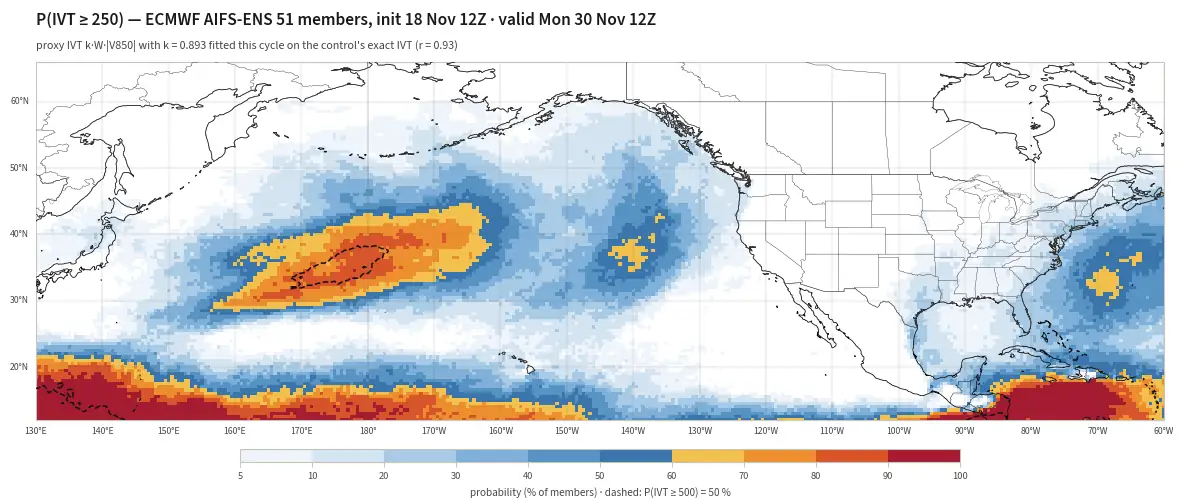 P(IVT ≥ 250) — ECMWF AIFS-ENS 51 members, init 18 Nov 12Z · valid Mon 30 Nov 12Z
proxy IVT k·W·|V850| with k = 0.893 fitted this cycle on the control's exact IVT (r = 0.93)
60°N
50°N
40°N
30°N
20°N
130°E 140°E 150°E 160°E 170°E 180° 170°W 160°W 150°W 140°W 130°W 120°W 110°W 100°W 90°W 80°W 70°W 60°W
5 10 20 30 40 50 60 70 80 90 100
probability (% of members) · dashed: P(IVT ≥ 500) = 50 %